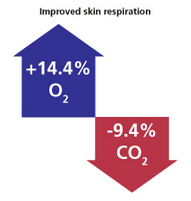 Improved skin respiration
+14.4%
O₂
-9.4%
CO₂